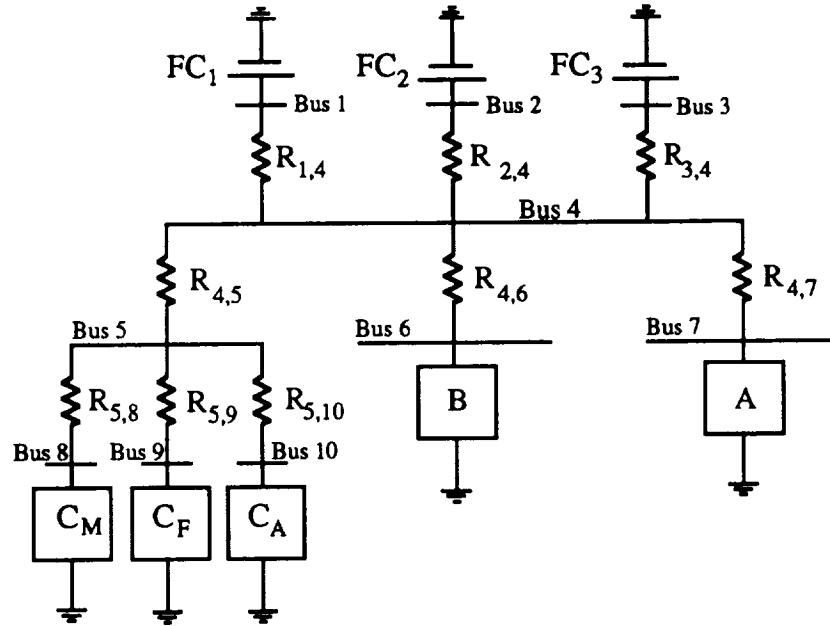 FC1 FC2 FC3
Bus 1 Bus 2 Bus 3
R1,4 R 2,4 R3,4
Bus 4
R4,5 R4,6 R4,7
Bus 5 Bus 6 Bus 7
R5,8 R5,9 R5,10 B A
Bus 8 Bus 9 Bus 10
CM CF CA